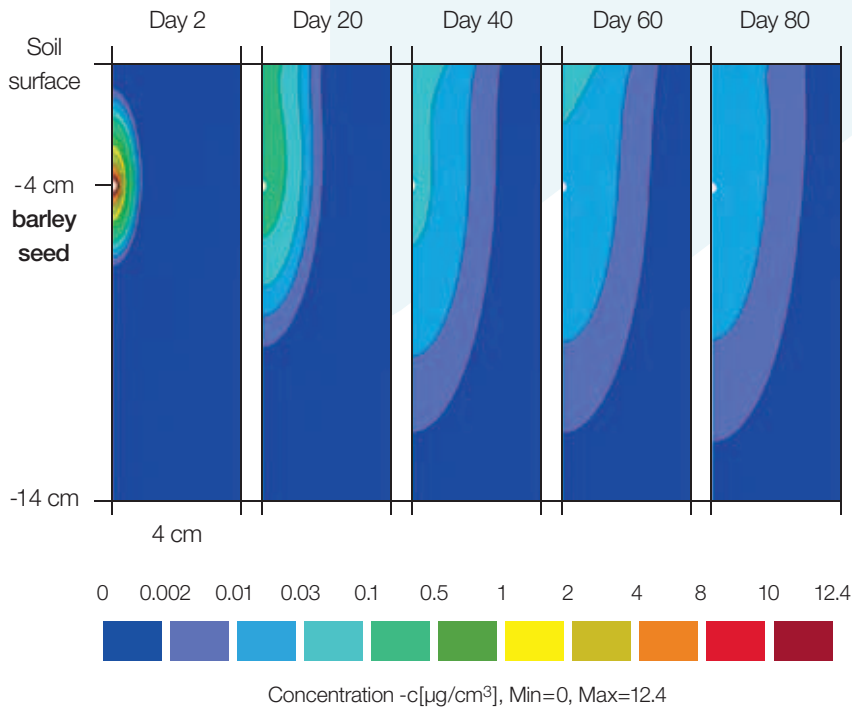 Day 2 Day 20 Day 40 Day 60 Day 80
Soil
surface
-4 cm
barley
seed
-14 cm
4 cm
0 0.002 0.01 0.03 0.1 0.5 1 2 4 8 10 12.4
Concentration -c[µg/cm³], Min=0, Max=12.4